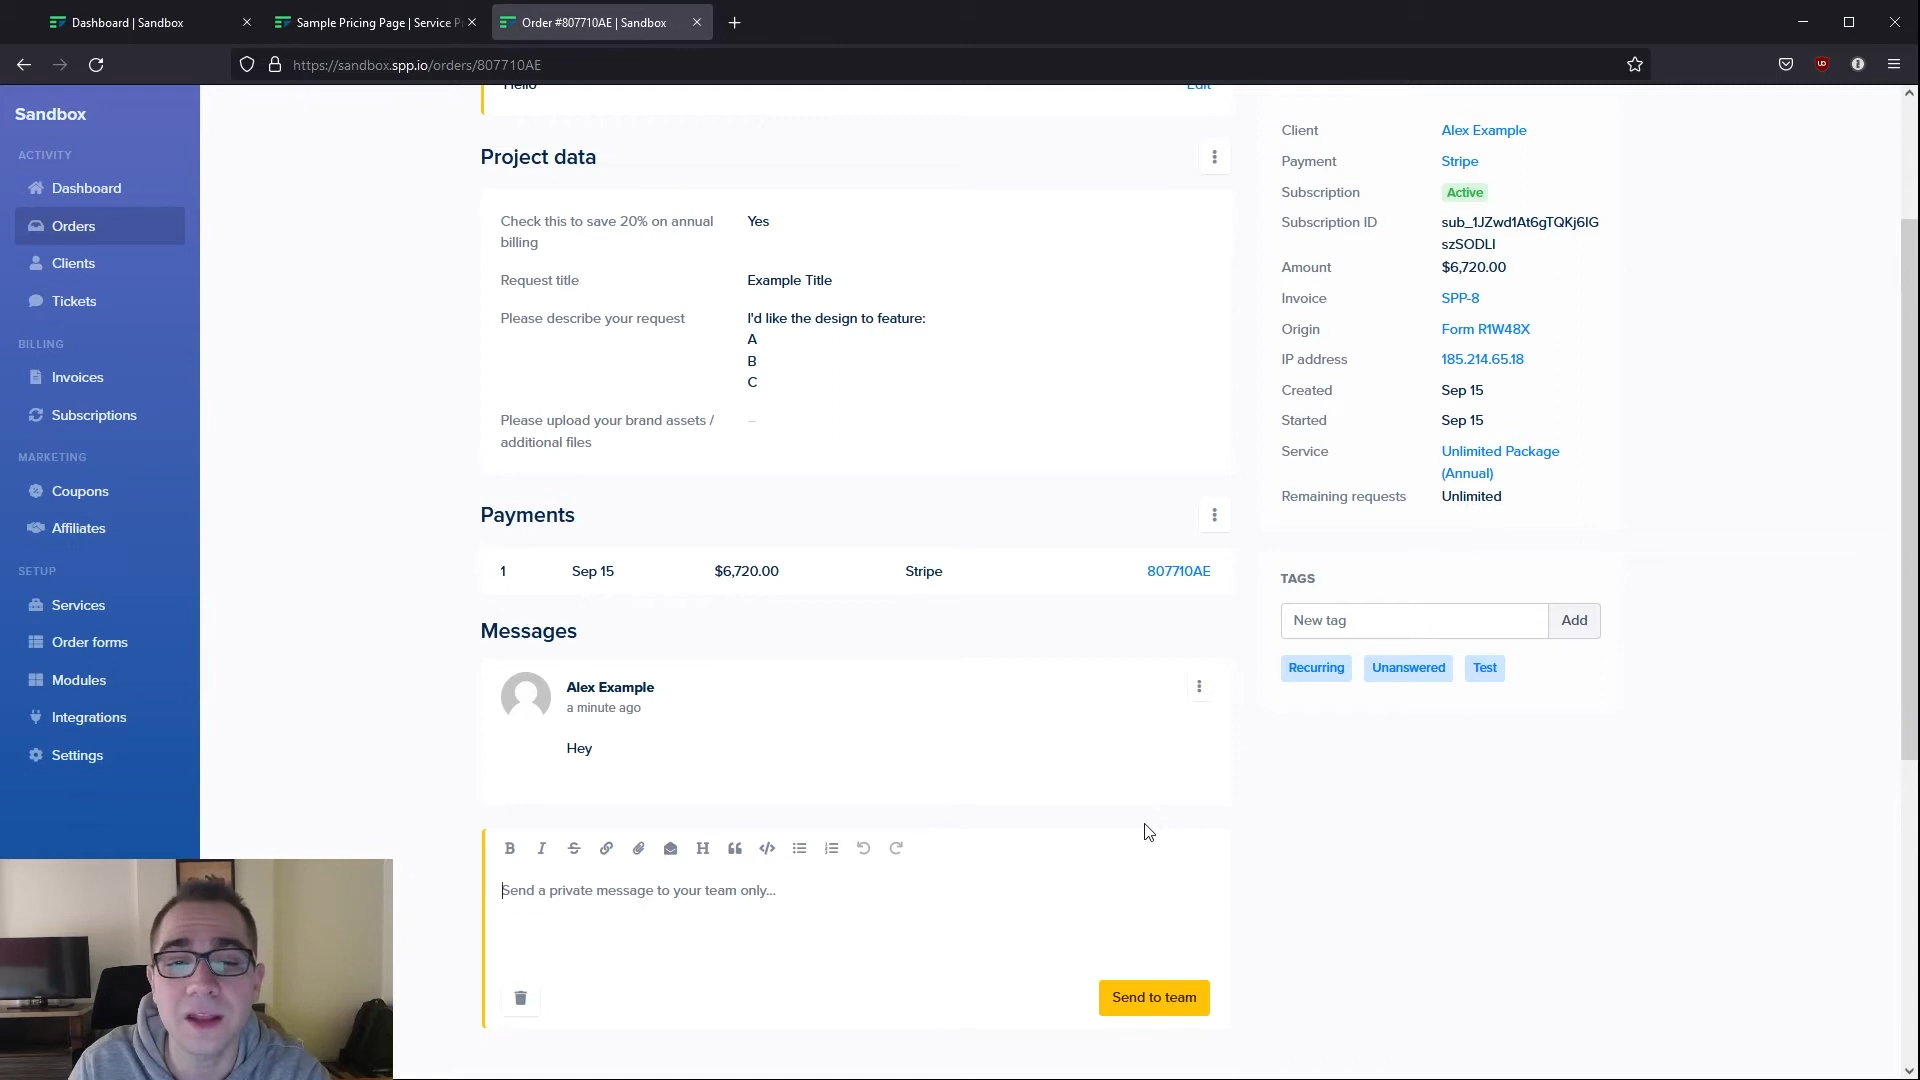 Dashboard | Sandbox
Sample Pricing Page | Service P
Order #807710AE | Sandbox
https://sandbox.spp.io/orders/807710AE
Sandbox
ACTIVITY
Dashboard
Orders
Clients
Tickets
BILLING
Invoices
Subscriptions
MARKETING
Coupons
Affiliates
SETUP
Services
Order forms
Modules
Integrations
Settings
Hello
Edit
Project data
Check this to save 20% on annual
billing
Yes
Request title
Example Title
Please describe your request
I'd like the design to feature:
A
B
C
Please upload your brand assets /
additional files
–
Payments
1 Sep 15 $6,720.00 Stripe 807710AE
Messages
Alex Example
a minute ago
Hey
Send a private message to your team only...
Send to team
Client Alex Example
Payment Stripe
Subscription Active
Subscription ID sub_1JZwd1At6gTQKj6IG
szSODLI
Amount $6,720.00
Invoice SPP-8
Origin Form R1W48X
IP address 185.214.65.18
Created Sep 15
Started Sep 15
Service Unlimited Package
(Annual)
Remaining requests Unlimited
TAGS
New tag Add
Recurring Unanswered Test